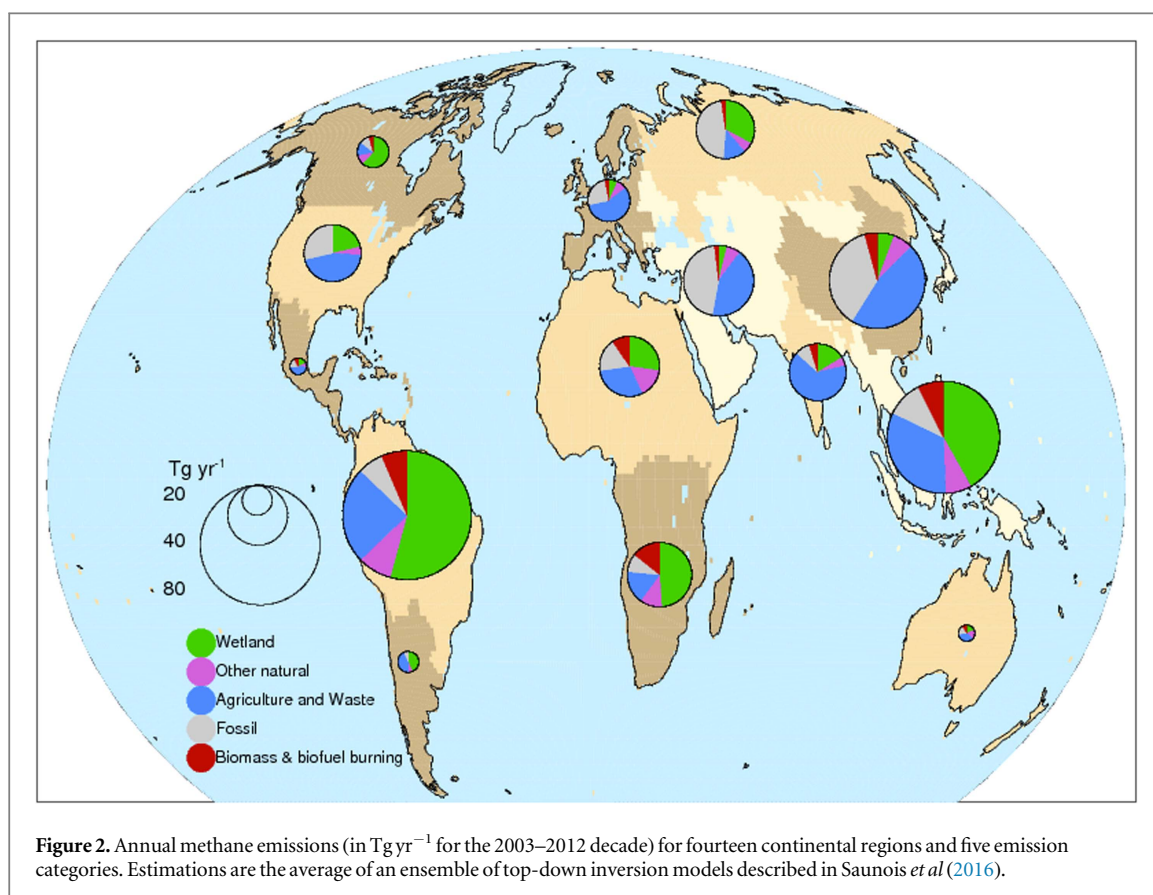 Tg yr-1
20
40
80
Wetland
Other natural
Agriculture and Waste
Fossil
Biomass & biofuel burning
Figure 2. Annual methane emissions (in Tg yr−1 for the 2003–2012 decade) for fourteen continental regions and five emission
categories. Estimations are the average of an ensemble of top-down inversion models described in Saunois et al (2016).